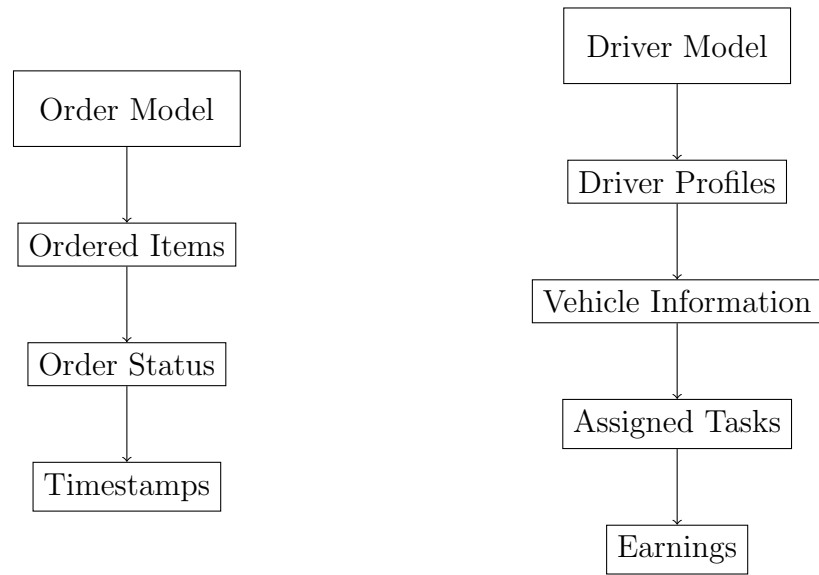 Order Model
Ordered Items
Order Status
Timestamps
Driver Model
Driver Profiles
Vehicle Information
Assigned Tasks
Earnings